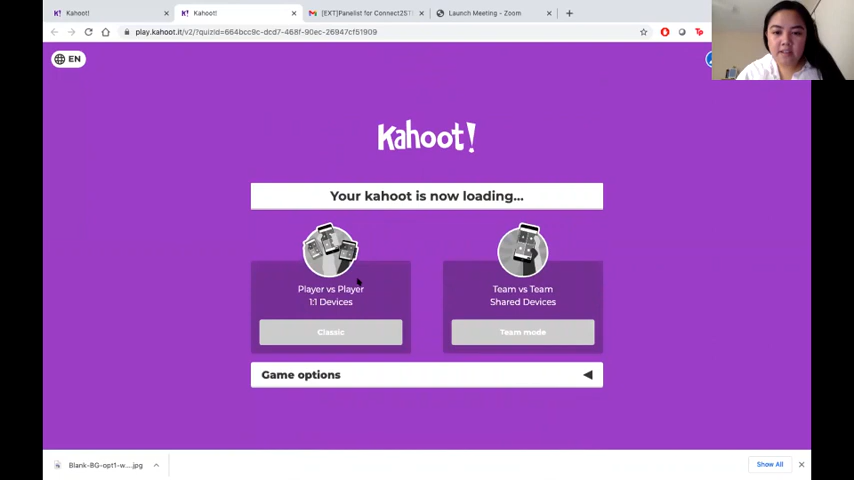 K! Kahoot!
K! Kahoot!
[EXT]Panelist for Connect2ST
Launch Meeting - Zoom
play.kahoot.it/v2/?quizid=664bcc9c-dcd7-468f-90ec-26947cf51909
EN
Kahoot!
Your kahoot is now loading...
Player vs Player
1:1 Devices
Classic
Team vs Team
Shared Devices
Team mode
Game options
Blank-BG-opt1-w....jpg
Show All